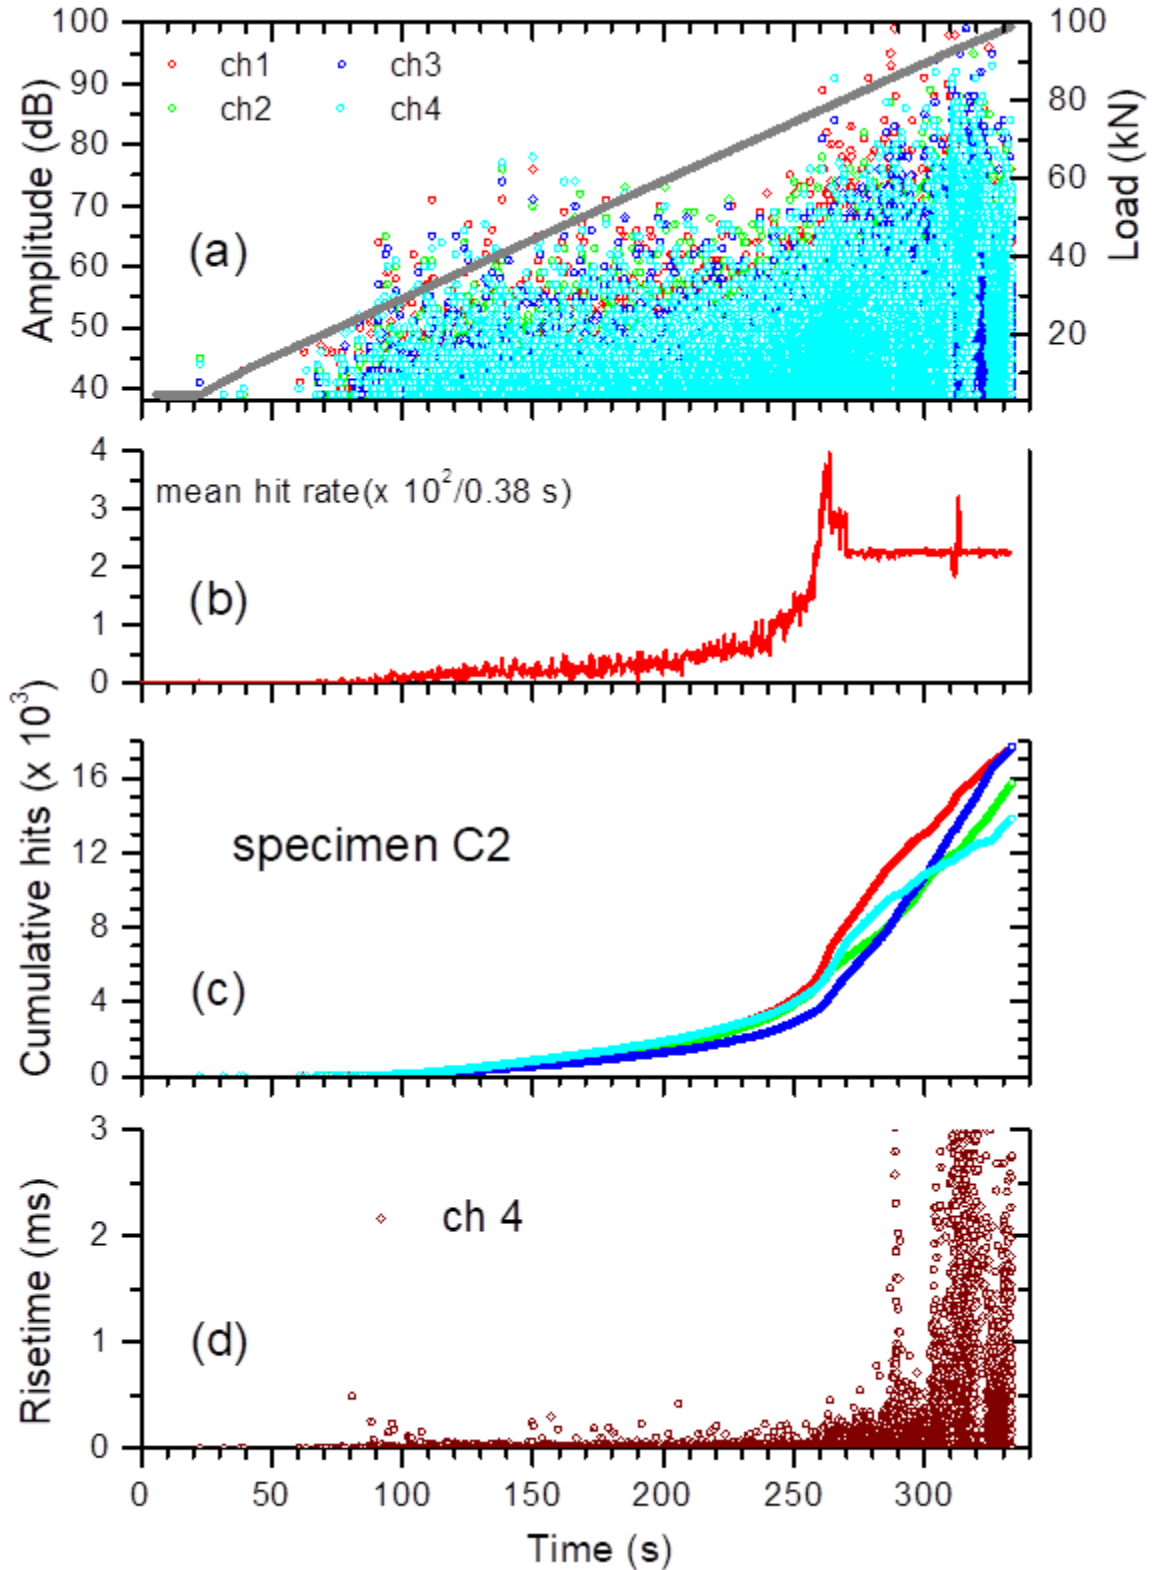 100
90
80
70
60
50
40
Amplitude (dB)
ch1
ch3
ch2
ch4
(a)
100
80
60
40
20
Load (kN)
4
3
2
1
0
mean hit rate(x 10²/0.38 s)
(b)
16
12
8
4
0
Cumulative hits (x 10³)
specimen C2
(c)
3
2
1
0
Risetime (ms)
ch 4
(d)
0 50 100 150 200 250 300
Time (s)